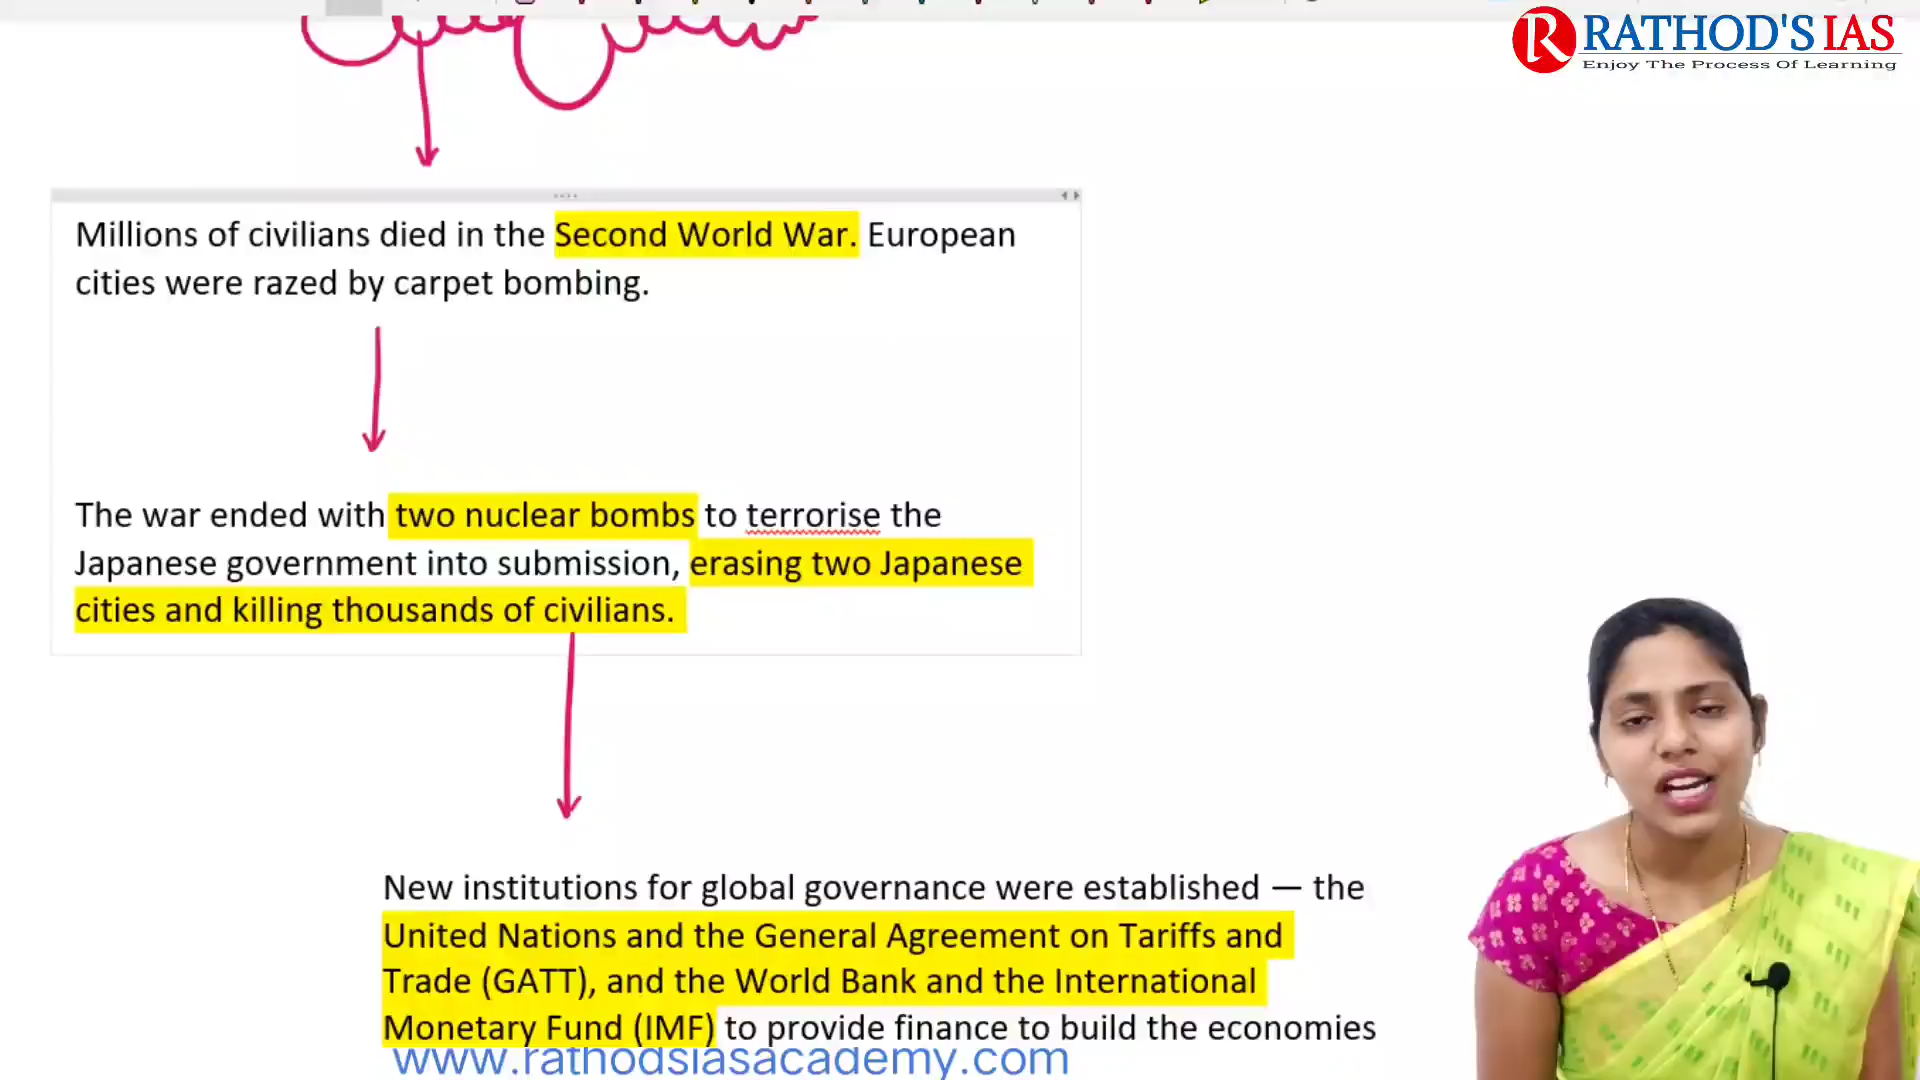 RATHOD'S IAS
Enjoy The Process Of Learning
Millions of civilians died in the Second World War. European
cities were razed by carpet bombing.
The war ended with two nuclear bombs to terrorise the
Japanese government into submission, erasing two Japanese
cities and killing thousands of civilians.
New institutions for global governance were established — the
United Nations and the General Agreement on Tariffs and
Trade (GATT), and the World Bank and the International
Monetary Fund (IMF) to provide finance to build the economies
www.rathodsiasacademy.com